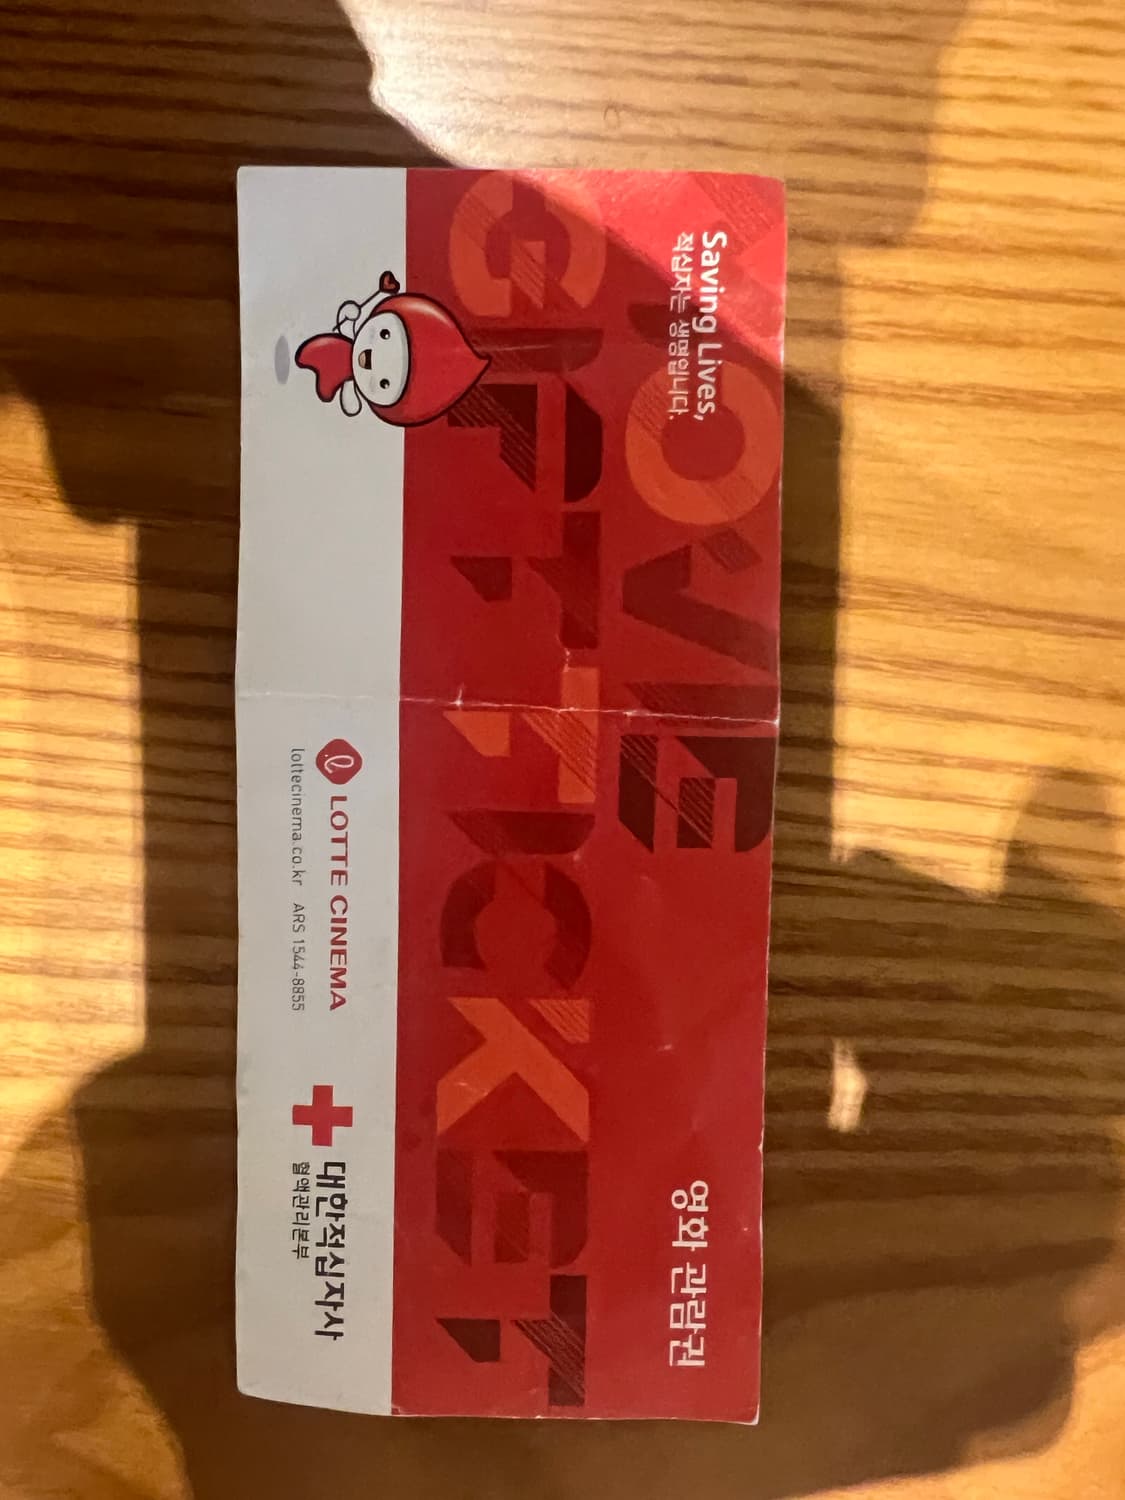 Saving Lives,
적십자는 생명입니다.
영화 관람권
MOVIE
GIFT TICKET
LOTTE CINEMA
lottecinema.co.kr ARS 1544-8855
대한적십자사
혈액관리본부